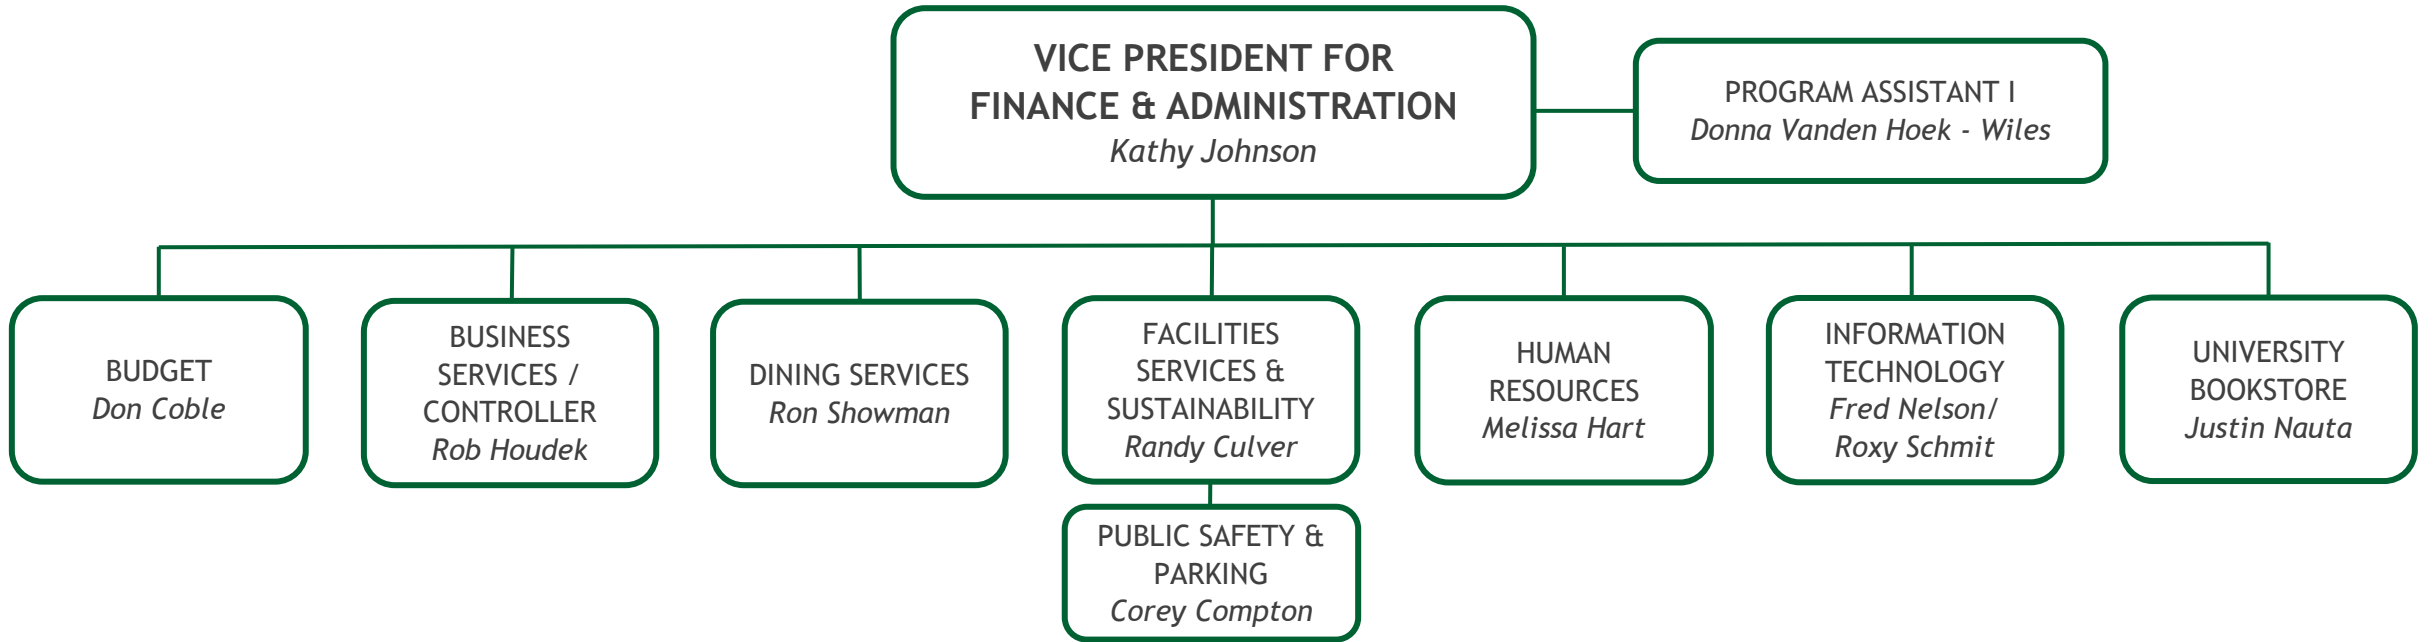 VICE PRESIDENT FOR
FINANCE & ADMINISTRATION
Kathy Johnson
PROGRAM ASSISTANT I
Donna Vanden Hoek - Wiles
BUDGET
Don Coble
BUSINESS
SERVICES /
CONTROLLER
Rob Houdek
DINING SERVICES
Ron Showman
FACILITIES
SERVICES &
SUSTAINABILITY
Randy Culver
HUMAN
RESOURCES
Melissa Hart
INFORMATION
TECHNOLOGY
Fred Nelson/
Roxy Schmit
UNIVERSITY
BOOKSTORE
Justin Nauta
PUBLIC SAFETY &
PARKING
Corey Compton